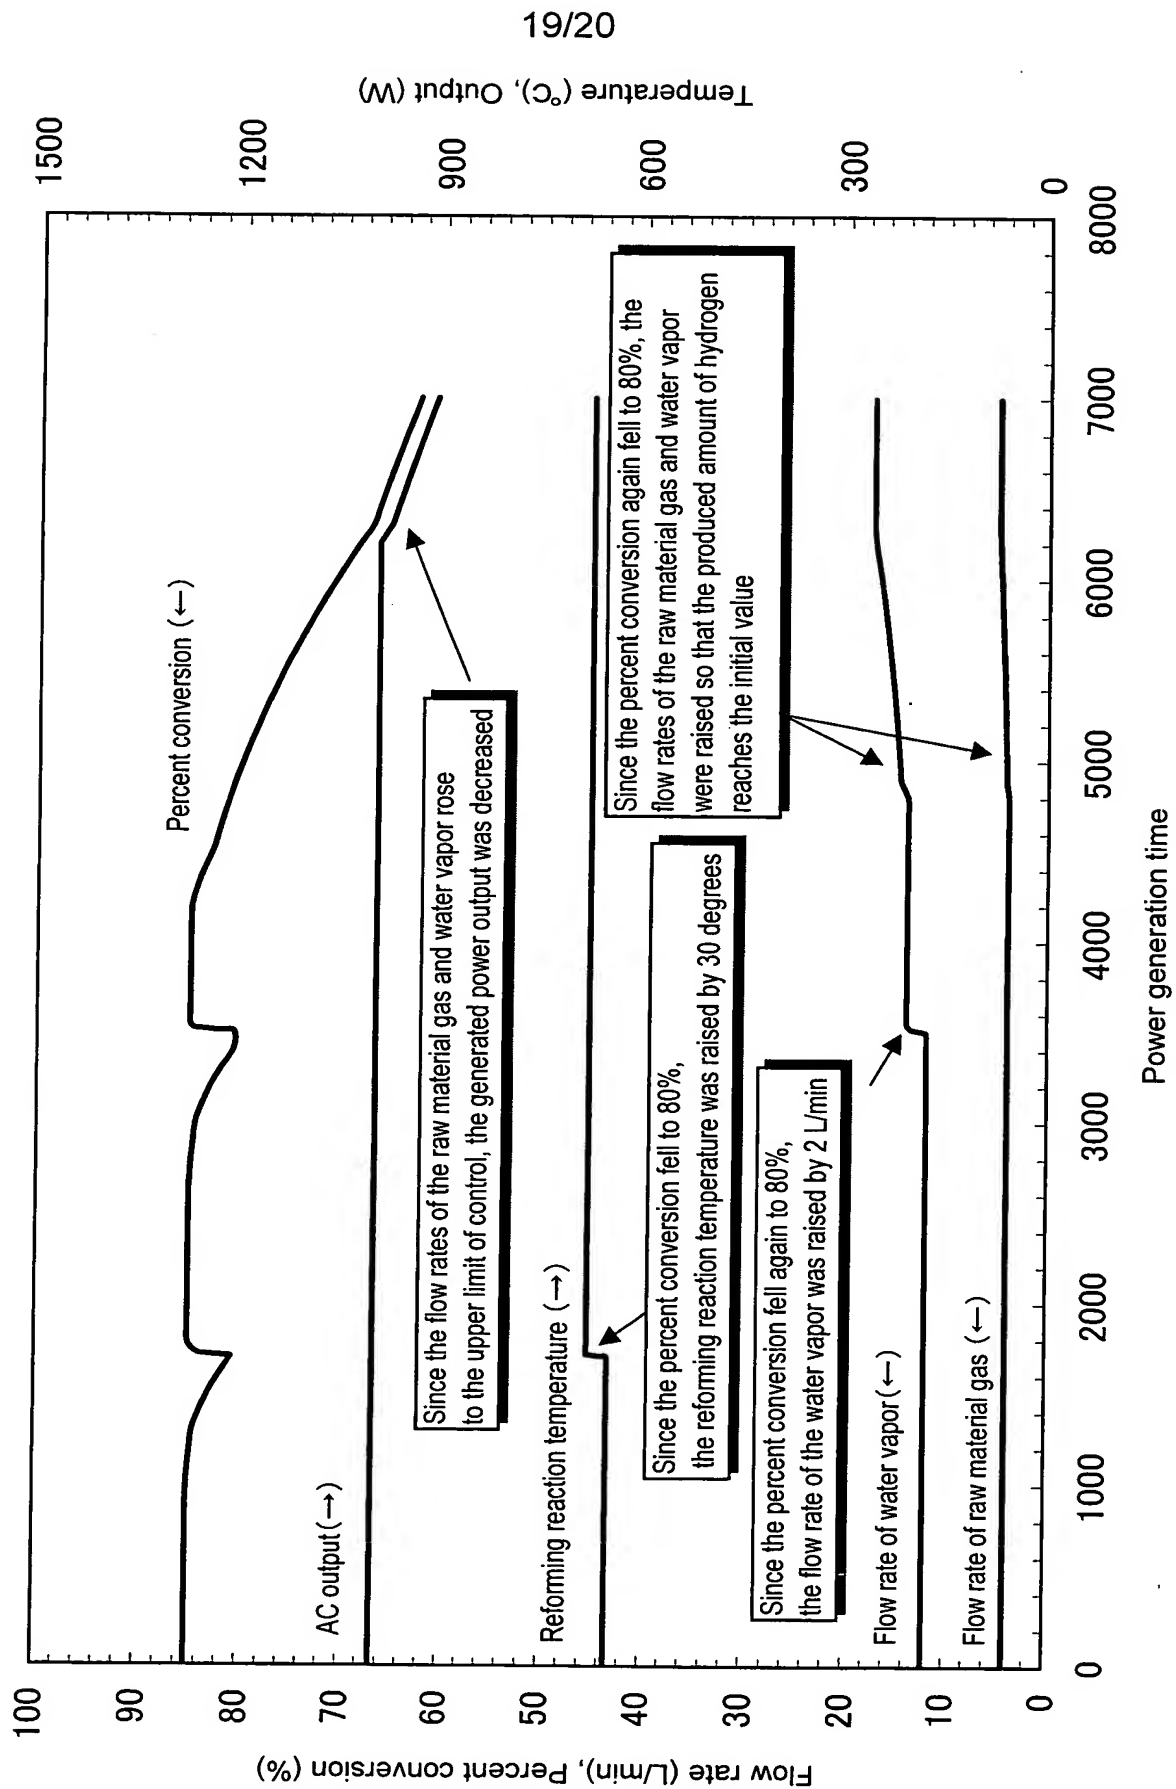 19/20
Temperature (°C), Output (W)
1500
1200
900
600
300
0
Percent conversion (←)
Since the flow rates of the raw material gas and water vapor rose
to the upper limit of control, the generated power output was decreased
AC output (→)
Since the percent conversion again fell to 80%, the
flow rates of the raw material gas and water vapor
were raised so that the produced amount of hydrogen
reaches the initial value
Reforming reaction temperature (→)
Since the percent conversion fell to 80%,
the reforming reaction temperature was raised by 30 degrees
Since the percent conversion fell again to 80%,
the flow rate of the water vapor was raised by 2 L/min
Flow rate of water vapor (←)
Flow rate of raw material gas (←)
100
90
80
70
60
50
40
30
20
10
0
Flow rate (L/min), Percent conversion (%)
0
1000
2000
3000
4000
5000
6000
7000
8000
Power generation time